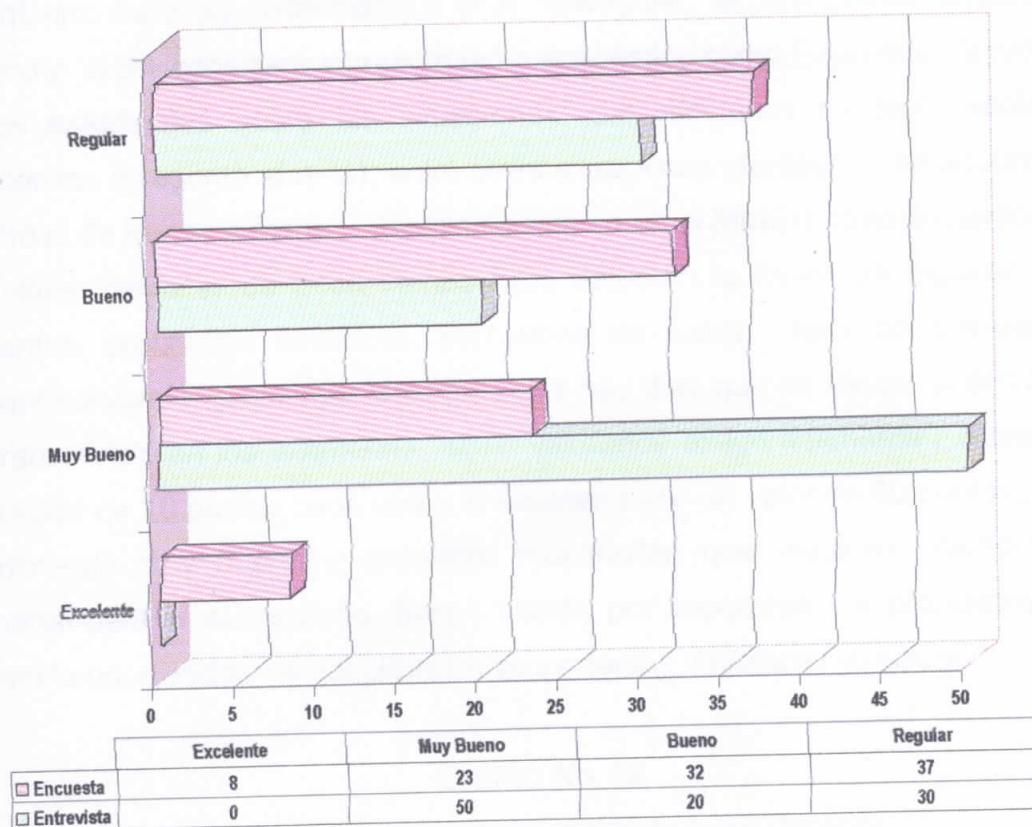 Regular
Bueno
Muy Bueno
Excelente
0 5 10 15 20 25 30 35 40 45 50
Excelente Muy Bueno Bueno Regular
Encuesta 8 23 32 37
Entrevista 0 50 20 30